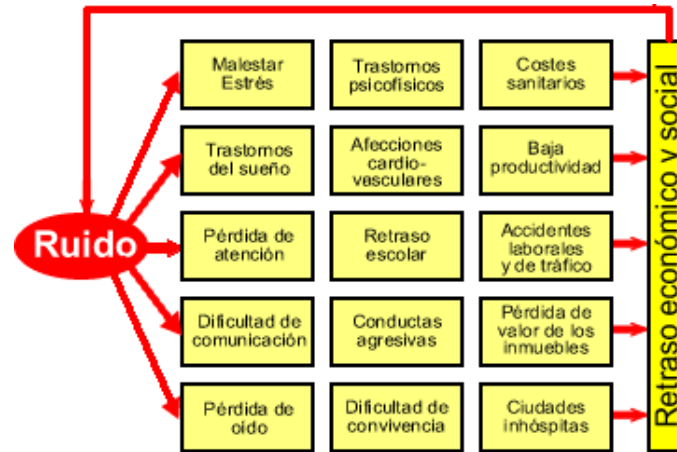 Malestar
Estrés
Trastornos
psicofísicos
Costes
sanitarios
Trastornos
del sueño
Afecciones
cardio-
vasculares
Baja
productividad
Ruido
Pérdida de
atención
Retraso
escolar
Accidentes
laborales
y de tráfico
Dificultad de
comunicación
Conductas
agresivas
Pérdida de
valor de los
inmuebles
Pérdida de
oido
Dificultad de
convivencia
Ciudades
inhóspitas
Retraso económico y social